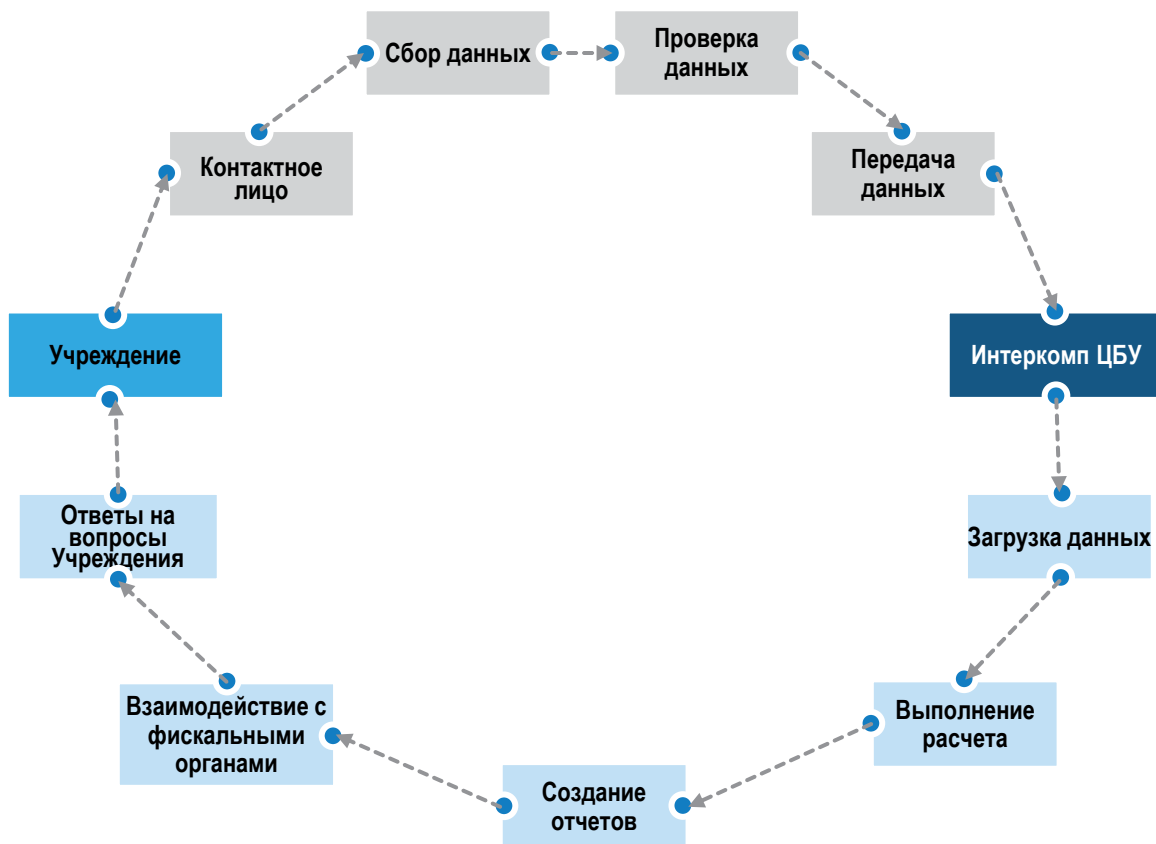 Сбор данных
Проверка
данных
Контактное
лицо
Передача
данных
Учреждение
Интеркомп ЦБУ
Ответы на
вопросы
Учреждения
Загрузка данных
Взаимодействие с
фискальными
органами
Выполнение
расчета
Создание
отчетов